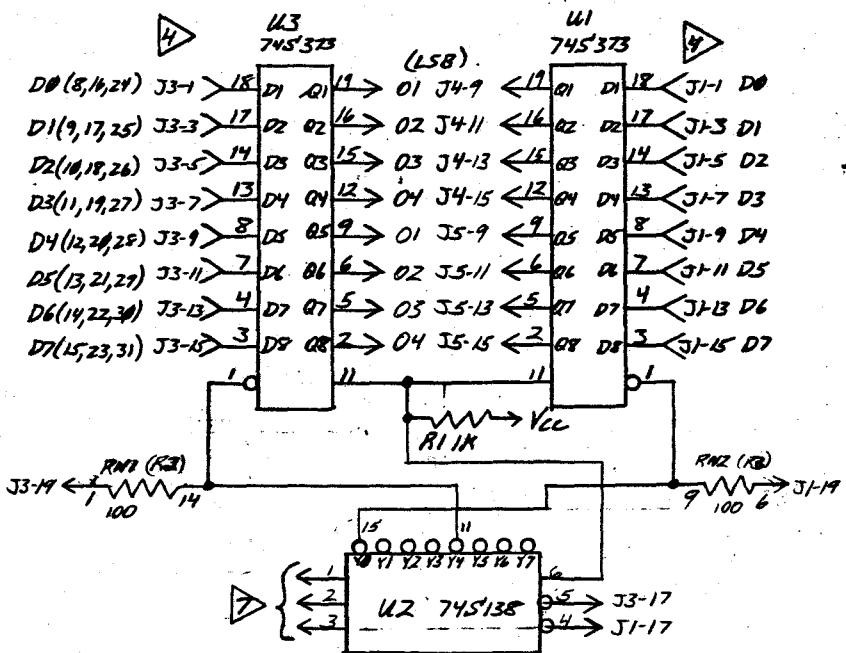 4 U3 U1 4
74S'373 74S'373
(LSB)
D0(8,16,24) J3-1 18 D1 Q1 19 O1 J4-9 19 Q1 D1 18 J1-1 D0
D1(9,17,25) J3-3 17 D2 Q2 16 O2 J4-11 16 Q2 D2 17 J1-3 D1
D2(10,18,26) J3-5 14 D3 Q3 15 O3 J4-13 15 Q3 D3 14 J1-5 D2
D3(11,19,27) J3-7 13 D4 Q4 12 O4 J4-15 12 Q4 D4 13 J1-7 D3
D4(12,20,28) J3-9 8 D5 Q5 9 O1 J5-9 9 Q5 D5 8 J1-9 D4
D5(13,21,29) J3-11 7 D6 Q6 6 O2 J5-11 6 Q6 D6 7 J1-11 D5
D6(14,22,30) J3-13 4 D7 Q7 5 O3 J5-13 5 Q7 D7 4 J1-13 D6
D7(15,23,31) J3-15 3 D8 Q8 2 O4 J5-15 2 Q8 D8 3 J1-15 D7
1 11 11 1
R1 1K Vcc
J3-19 1 RN2 100 14 9 RN2 100 6 J1-19
15 11
Y0 Y1 Y2 Y3 Y4 Y5 Y6 Y7
7 1 2 3 U2 74S138 6
5 J3-17
4 J1-17